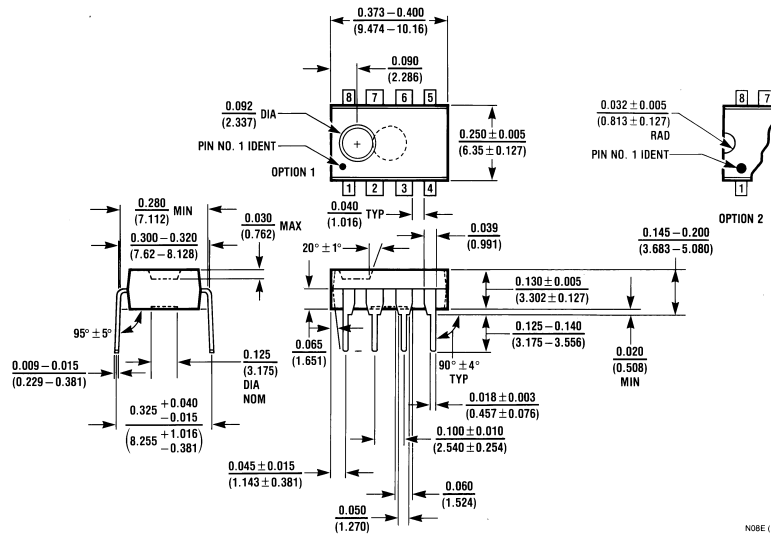 0.373–0.400
(9.474–10.16)
0.090
(2.286)
8 7 6 5
0.092 DIA
(2.337)
PIN NO. 1 IDENT
OPTION 1
+
1 2 3 4
0.250 ± 0.005
(6.35 ± 0.127)
0.032 ± 0.005
(0.813 ± 0.127)
RAD
PIN NO. 1 IDENT
8 7
1
OPTION 2
0.280 MIN
(7.112)
0.300–0.320
(7.62–8.128)
0.030 MAX
(0.762)
95° ± 5°
0.009–0.015
(0.229–0.381)
0.125
(3.175)
DIA
NOM
0.325 +0.040
−0.015
(8.255 +1.016
−0.381)
0.040 TYP
(1.016)
20° ± 1°
0.039
(0.991)
0.145–0.200
(3.683–5.080)
0.130 ± 0.005
(3.302 ± 0.127)
0.125–0.140
(3.175–3.556)
0.020
(0.508)
MIN
0.065
(1.651)
90° ± 4°
TYP
0.018 ± 0.003
(0.457 ± 0.076)
0.100 ± 0.010
(2.540 ± 0.254)
0.045 ± 0.015
(1.143 ± 0.381)
0.060
(1.524)
0.050
(1.270)
N08E (